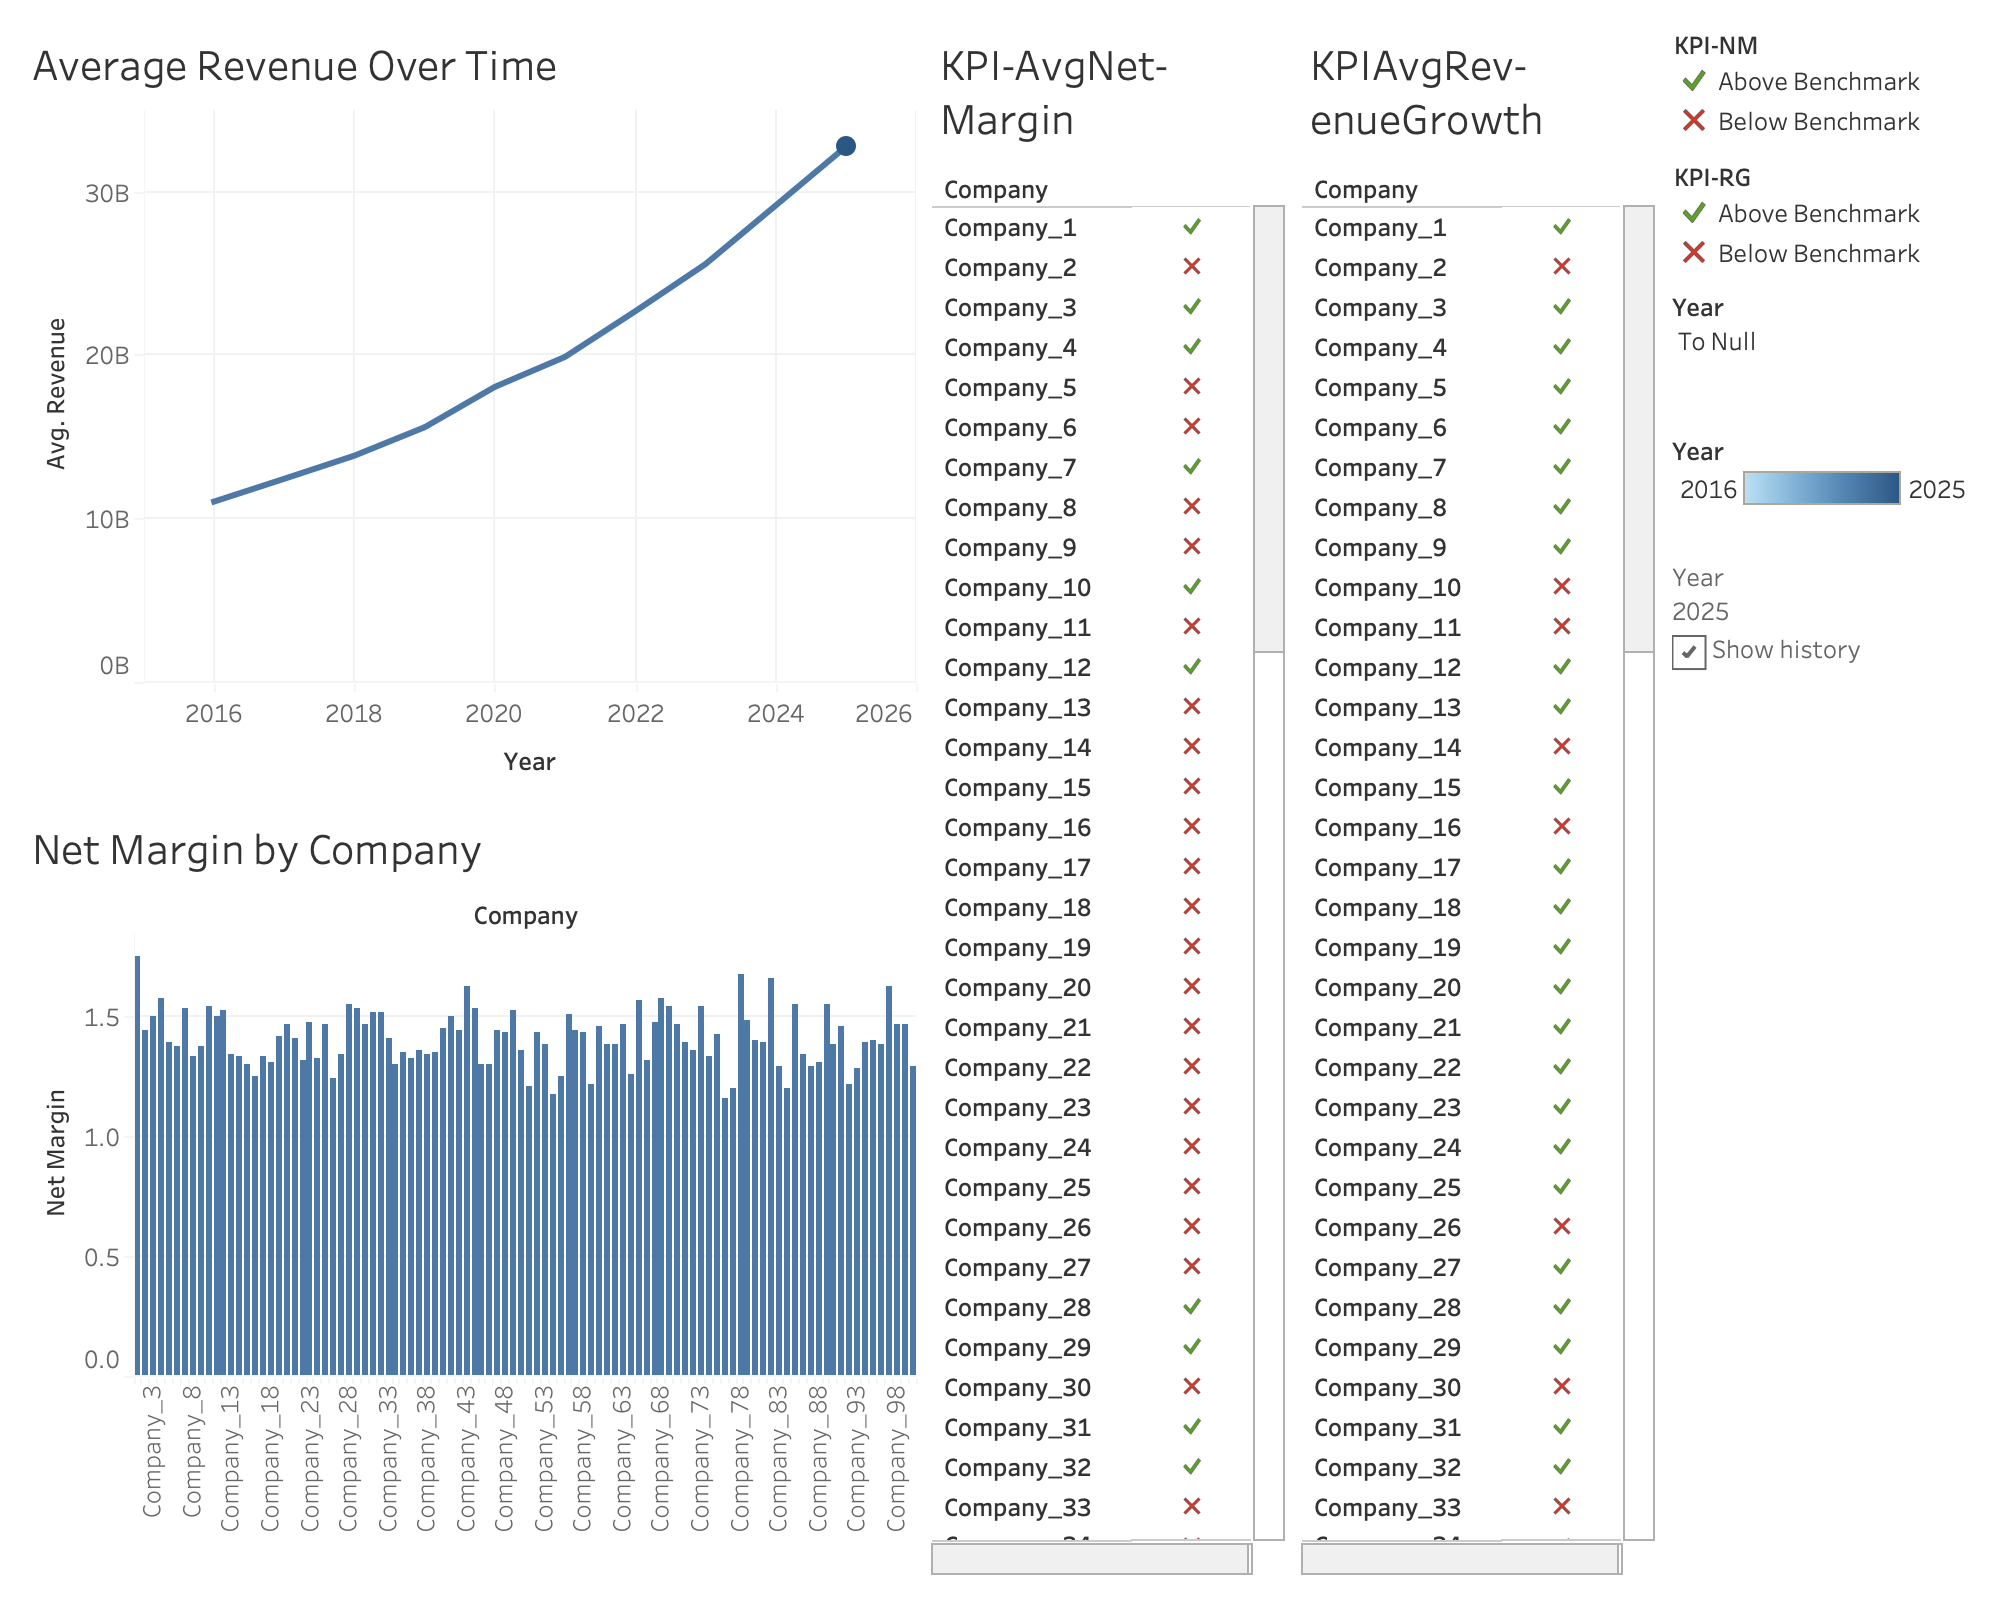 Average Revenue Over Time
30B
20B
10B
0B
Avg. Revenue
2016 2018 2020 2022 2024 2026
Year
Net Margin by Company
Company
1.5
1.0
0.5
0.0
Net Margin
Company_3
Company_8
Company_13
Company_18
Company_23
Company_28
Company_33
Company_38
Company_43
Company_48
Company_53
Company_58
Company_63
Company_68
Company_73
Company_78
Company_83
Company_88
Company_93
Company_98
KPI-AvgNet-
Margin
Company
Company_1
Company_2
Company_3
Company_4
Company_5
Company_6
Company_7
Company_8
Company_9
Company_10
Company_11
Company_12
Company_13
Company_14
Company_15
Company_16
Company_17
Company_18
Company_19
Company_20
Company_21
Company_22
Company_23
Company_24
Company_25
Company_26
Company_27
Company_28
Company_29
Company_30
Company_31
Company_32
Company_33
KPIAvgRev-
enueGrowth
Company
Company_1
Company_2
Company_3
Company_4
Company_5
Company_6
Company_7
Company_8
Company_9
Company_10
Company_11
Company_12
Company_13
Company_14
Company_15
Company_16
Company_17
Company_18
Company_19
Company_20
Company_21
Company_22
Company_23
Company_24
Company_25
Company_26
Company_27
Company_28
Company_29
Company_30
Company_31
Company_32
Company_33
KPI-NM
Above Benchmark
Below Benchmark
KPI-RG
Above Benchmark
Below Benchmark
Year
To Null
Year
2016 2025
Year
2025
Show history